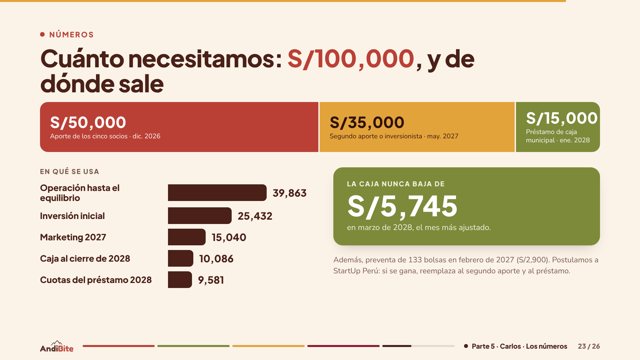 NÚMEROS
Cuánto necesitamos: S/100,000, y de
dónde sale
S/50,000
Aporte de los cinco socios · dic. 2026
S/35,000
Segundo aporte o inversionista · may. 2027
S/15,000
Préstamo de caja
municipal · ene. 2028
EN QUÉ SE USA
Operación hasta el
equilibrio
39,863
Inversión inicial
25,432
Marketing 2027
15,040
Caja al cierre de 2028
10,086
Cuotas del préstamo 2028
9,581
LA CAJA NUNCA BAJA DE
S/5,745
en marzo de 2028, el mes más ajustado.
Además, preventa de 133 bolsas en febrero de 2027 (S/2,900). Postulamos a
StartUp Perú: si se gana, reemplaza al segundo aporte y al préstamo.
AndiBite
Parte 5 · Carlos · Los números
23 / 26